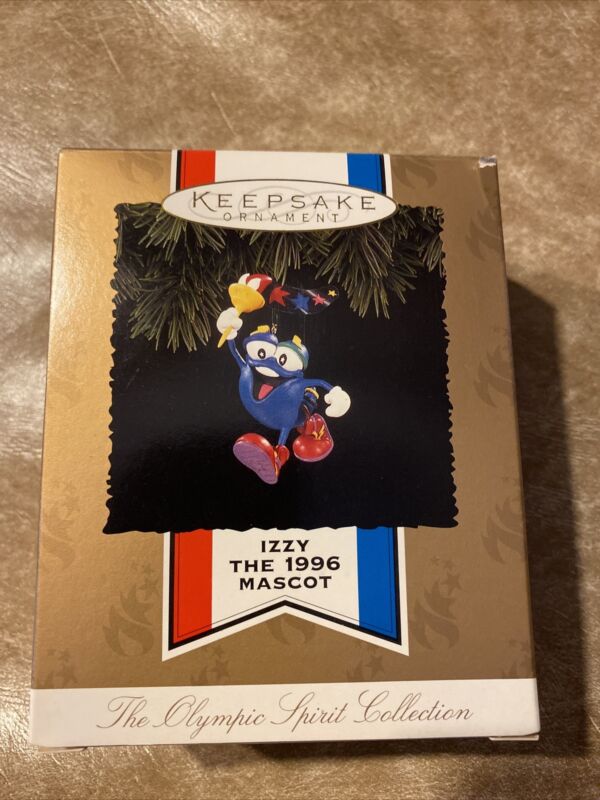 KEEPSAKE
ORNAMENT
IZZY
THE 1996
MASCOT
The Olympic Spirit Collection